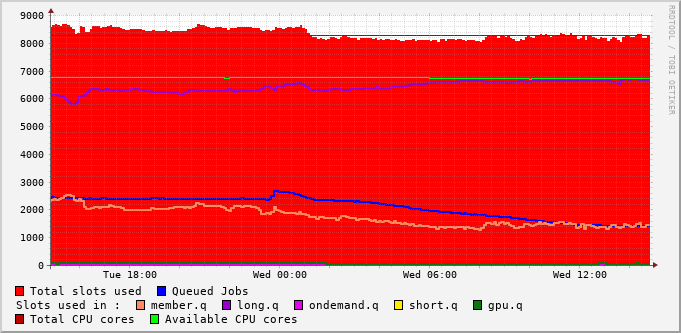 9000
8000
7000
6000
5000
4000
3000
2000
1000
0
Tue 18:00 Wed 00:00 Wed 06:00 Wed 12:00
RRDTOOL / TOBI OETIKER
Total slots used Queued Jobs
Slots used in : member.q long.q ondemand.q short.q gpu.q
Total CPU cores Available CPU cores